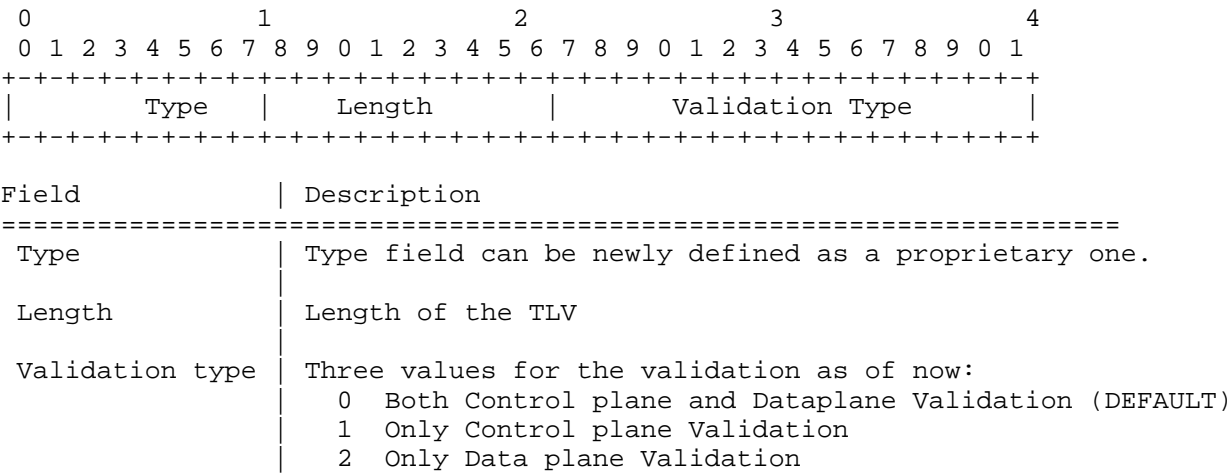 0                   1                   2                   3                   4
 0 1 2 3 4 5 6 7 8 9 0 1 2 3 4 5 6 7 8 9 0 1 2 3 4 5 6 7 8 9 0 1
+-+-+-+-+-+-+-+-+-+-+-+-+-+-+-+-+-+-+-+-+-+-+-+-+-+-+-+-+-+-+-+-+
|        Type   |    Length       |       Validation Type       |
+-+-+-+-+-+-+-+-+-+-+-+-+-+-+-+-+-+-+-+-+-+-+-+-+-+-+-+-+-+-+-+-+
Field            | Description
======================================================================
 Type            | Type field can be newly defined as a proprietary one.
                 |
 Length          | Length of the TLV
                 |
 Validation type | Three values for the validation as of now:
                 |   0  Both Control plane and Dataplane Validation (DEFAULT)
                 |   1  Only Control plane Validation
                 |   2  Only Data plane Validation